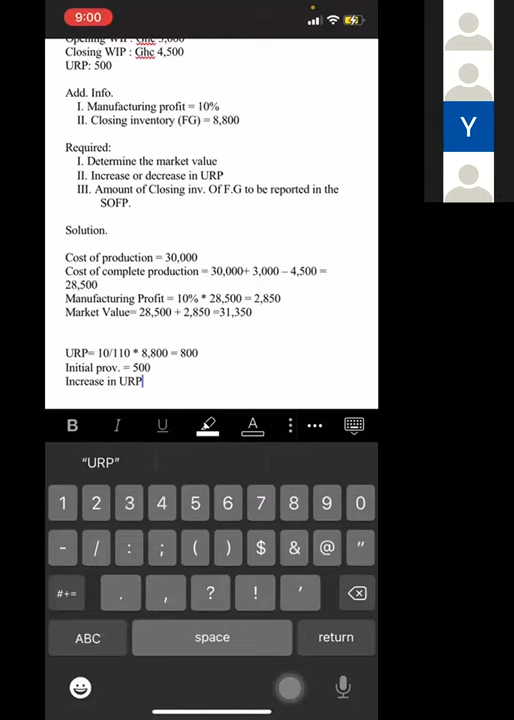 9:00
Opening WIP : Ghc 3,000
Closing WIP : Ghc 4,500
URP: 500
Add. Info.
I. Manufacturing profit = 10%
II. Closing inventory (FG) = 8,800
Required:
I. Determine the market value
II. Increase or decrease in URP
III. Amount of Closing inv. Of F.G to be reported in the
SOFP.
Solution.
Cost of production = 30,000
Cost of complete production = 30,000+ 3,000 – 4,500 =
28,500
Manufacturing Profit = 10% * 28,500 = 2,850
Market Value= 28,500 + 2,850 =31,350
URP= 10/110 * 8,800 = 800
Initial prov. = 500
Increase in URP
B I U A
“URP”
1 2 3 4 5 6 7 8 9 0
- / : ; ( ) $ & @ "
#+= . , ? ! ’
ABC space return
Y